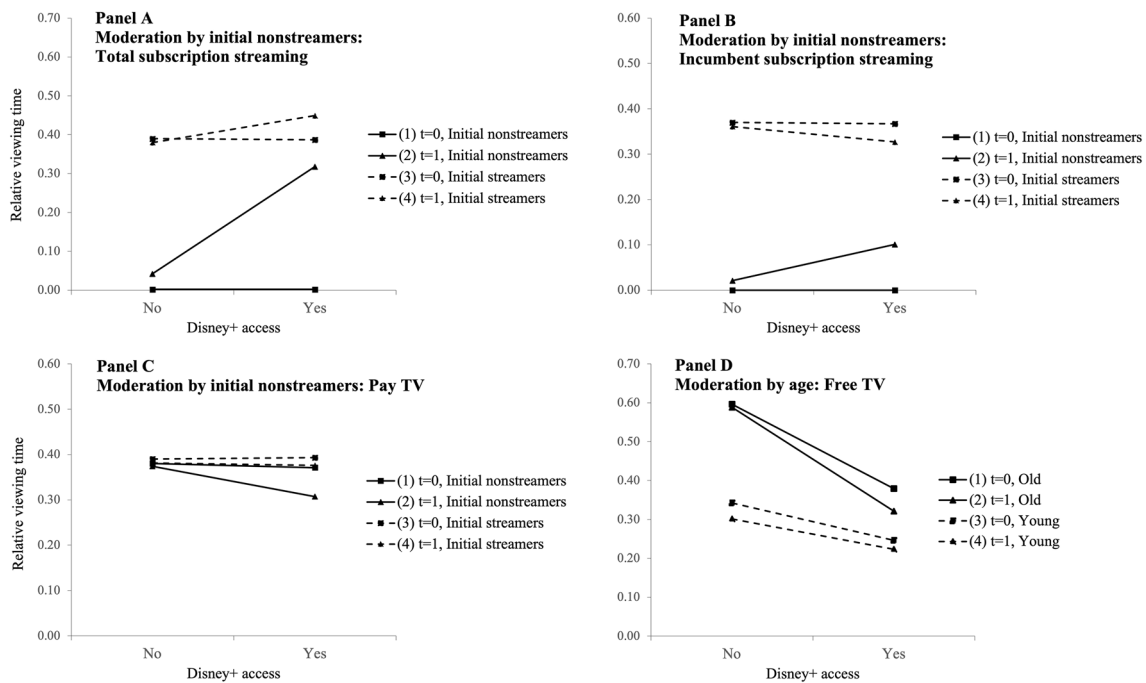 Panel A
Moderation by initial nonstreamers:
Total subscription streaming
0.70
0.60
0.50
0.40
0.30
0.20
0.10
0.00
Relative viewing time
No
Yes
Disney+ access
(1) t=0, Initial nonstreamers
(2) t=1, Initial nonstreamers
(3) t=0, Initial streamers
(4) t=1, Initial streamers
Panel B
Moderation by initial nonstreamers:
Incumbent subscription streaming
0.60
0.50
0.40
0.30
0.20
0.10
0.00
No
Yes
Disney+ access
(1) t=0, Initial nonstreamers
(2) t=1, Initial nonstreamers
(3) t=0, Initial streamers
(4) t=1, Initial streamers
Panel C
Moderation by initial nonstreamers: Pay TV
0.60
0.50
0.40
0.30
0.20
0.10
0.00
Relative viewing time
No
Yes
Disney+ access
(1) t=0, Initial nonstreamers
(2) t=1, Initial nonstreamers
(3) t=0, Initial streamers
(4) t=1, Initial streamers
Panel D
Moderation by age: Free TV
0.70
0.60
0.50
0.40
0.30
0.20
0.10
0.00
No
Yes
Disney+ access
(1) t=0, Old
(2) t=1, Old
(3) t=0, Young
(4) t=1, Young